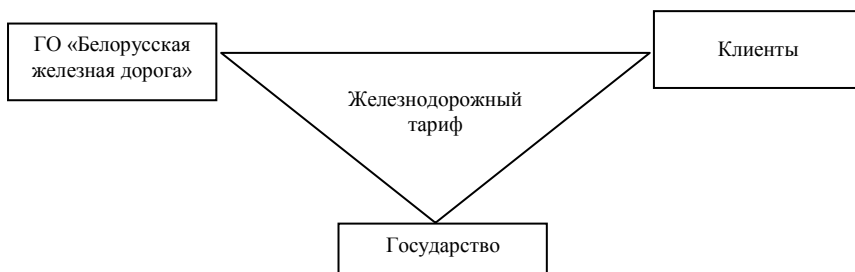 ГО «Белорусская
железная дорога»
Клиенты
Железнодорожный
тариф
Государство